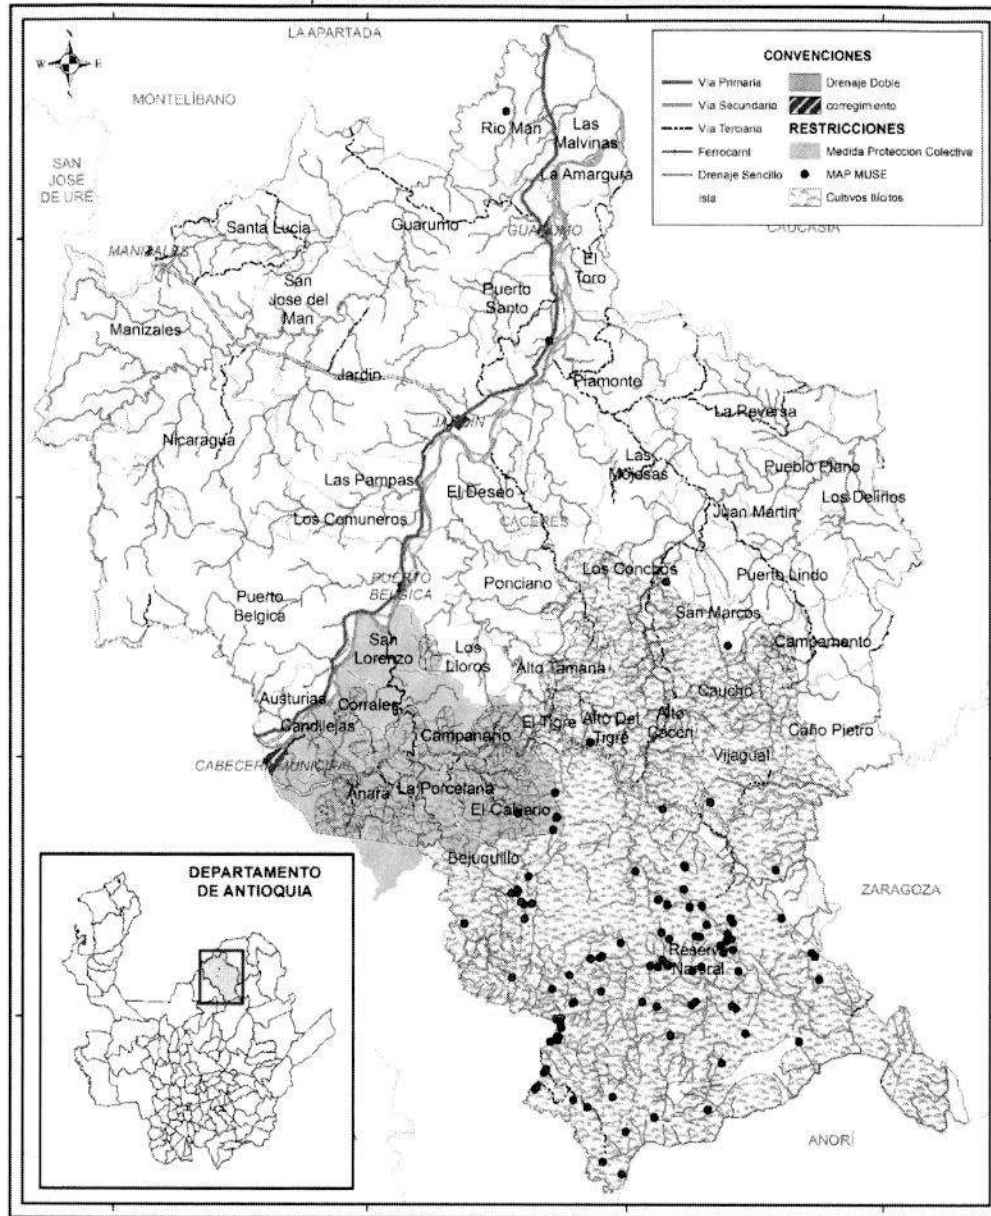 LA APARTADA
W E
MONTELÍBANO
SAN
JOSE
DE URÉ
CONVENCIONES
Vía Primaria
Vía Secundaria
Vía Terciaria
Ferrocarril
Drenaje Sencillo
Isla
Drenaje Doble
corregimiento
RESTRICCIONES
Medida Proteccion Colectiva
MAP MUSE
Cultivos Ilícitos
CAUCASIA
Rio Man
Las
Malvinas
La Amargura
Guarumo
GUARUMO
Santa Lucia
MANIZALES
El
Toro
San
Jose del
Man
Puerto
Santo
Manizales
Jardin
Piamonte
JARDIN
La Reversa
Nicaragua
Las
Mojosas
Pueblo Plano
Las Pampas
El Deseo
Los Delirios
Juan Martin
Los Comuneros
CACERES
Los Conchos
Puerto Lindo
Ponciano
PUERTO
BELGICA
Puerto
Belgica
San Marcos
San
Lorenzo
Los
Lloros
Campamento
Alto Tamana
Austurias
Corrales
Caucho
Candilejas
El Tigre
Alto Del
Tigre
Alto
Caceri
Caño Pietro
Campanario
Vijagual
CABECERA MUNICIPAL
Anara
La Porcelana
El Calvario
Bejuquillo
ZARAGOZA
Reserva
Natural
ANORÍ
DEPARTAMENTO
DE ANTIOQUIA